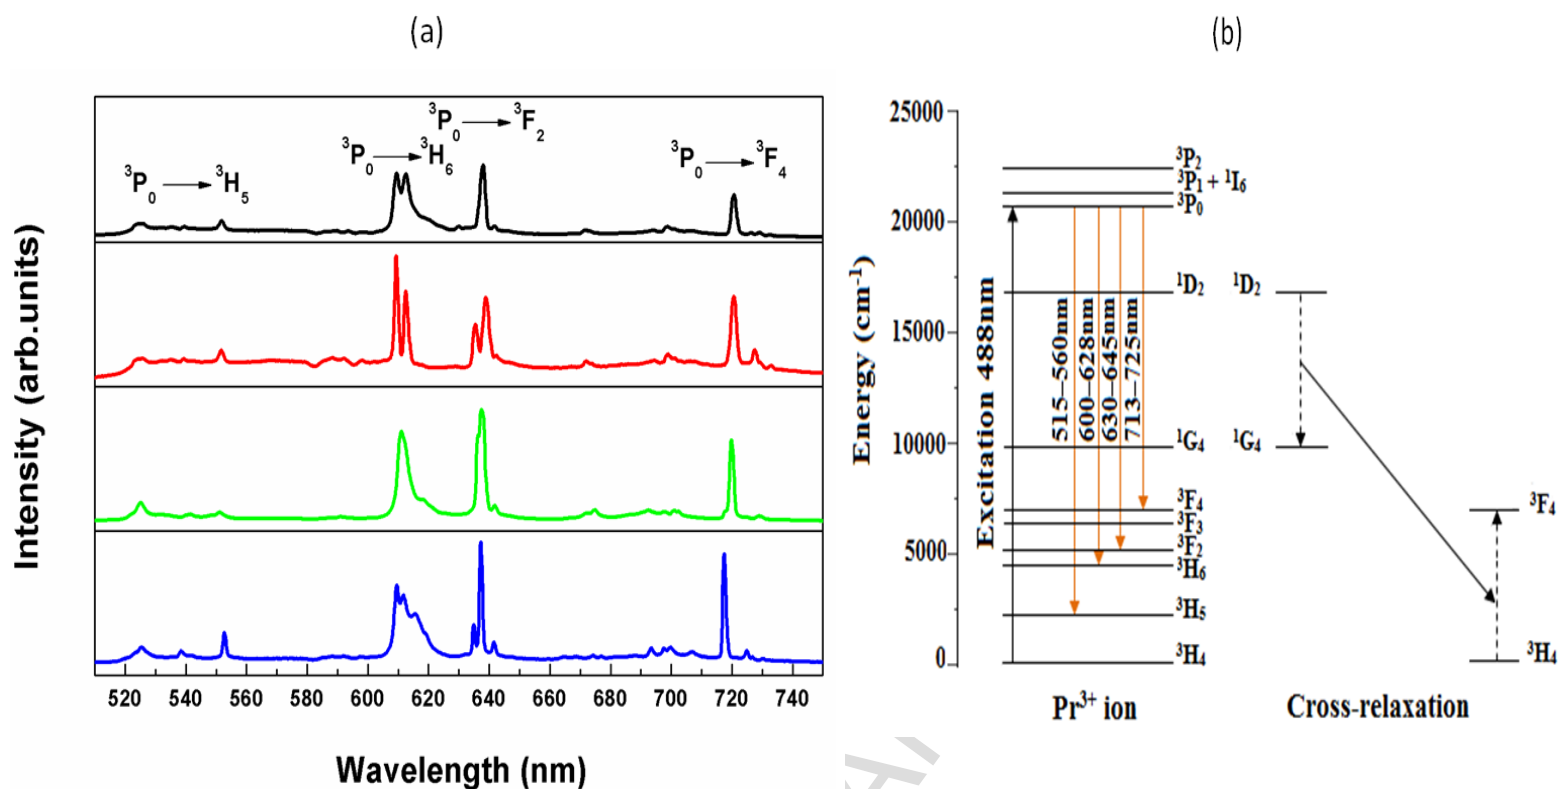 (a)
(b)
³P₀ → ³F₂
³P₀ → ³H₆
³P₀ → ³F₄
³P₀ → ³H₅
Intensity (arb.units)
520 540 560 580 600 620 640 660 680 700 720 740
Wavelength (nm)
25000
20000
15000
10000
5000
0
Energy (cm⁻¹)
Excitation 488nm
515–560nm
600–628nm
630–645nm
713–725nm
³P₂
³P₁ + ¹I₆
³P₀
¹D₂
¹G₄
³F₄
³F₃
³F₂
³H₆
³H₅
³H₄
Pr³⁺ ion
¹D₂
¹G₄
³F₄
³H₄
Cross-relaxation